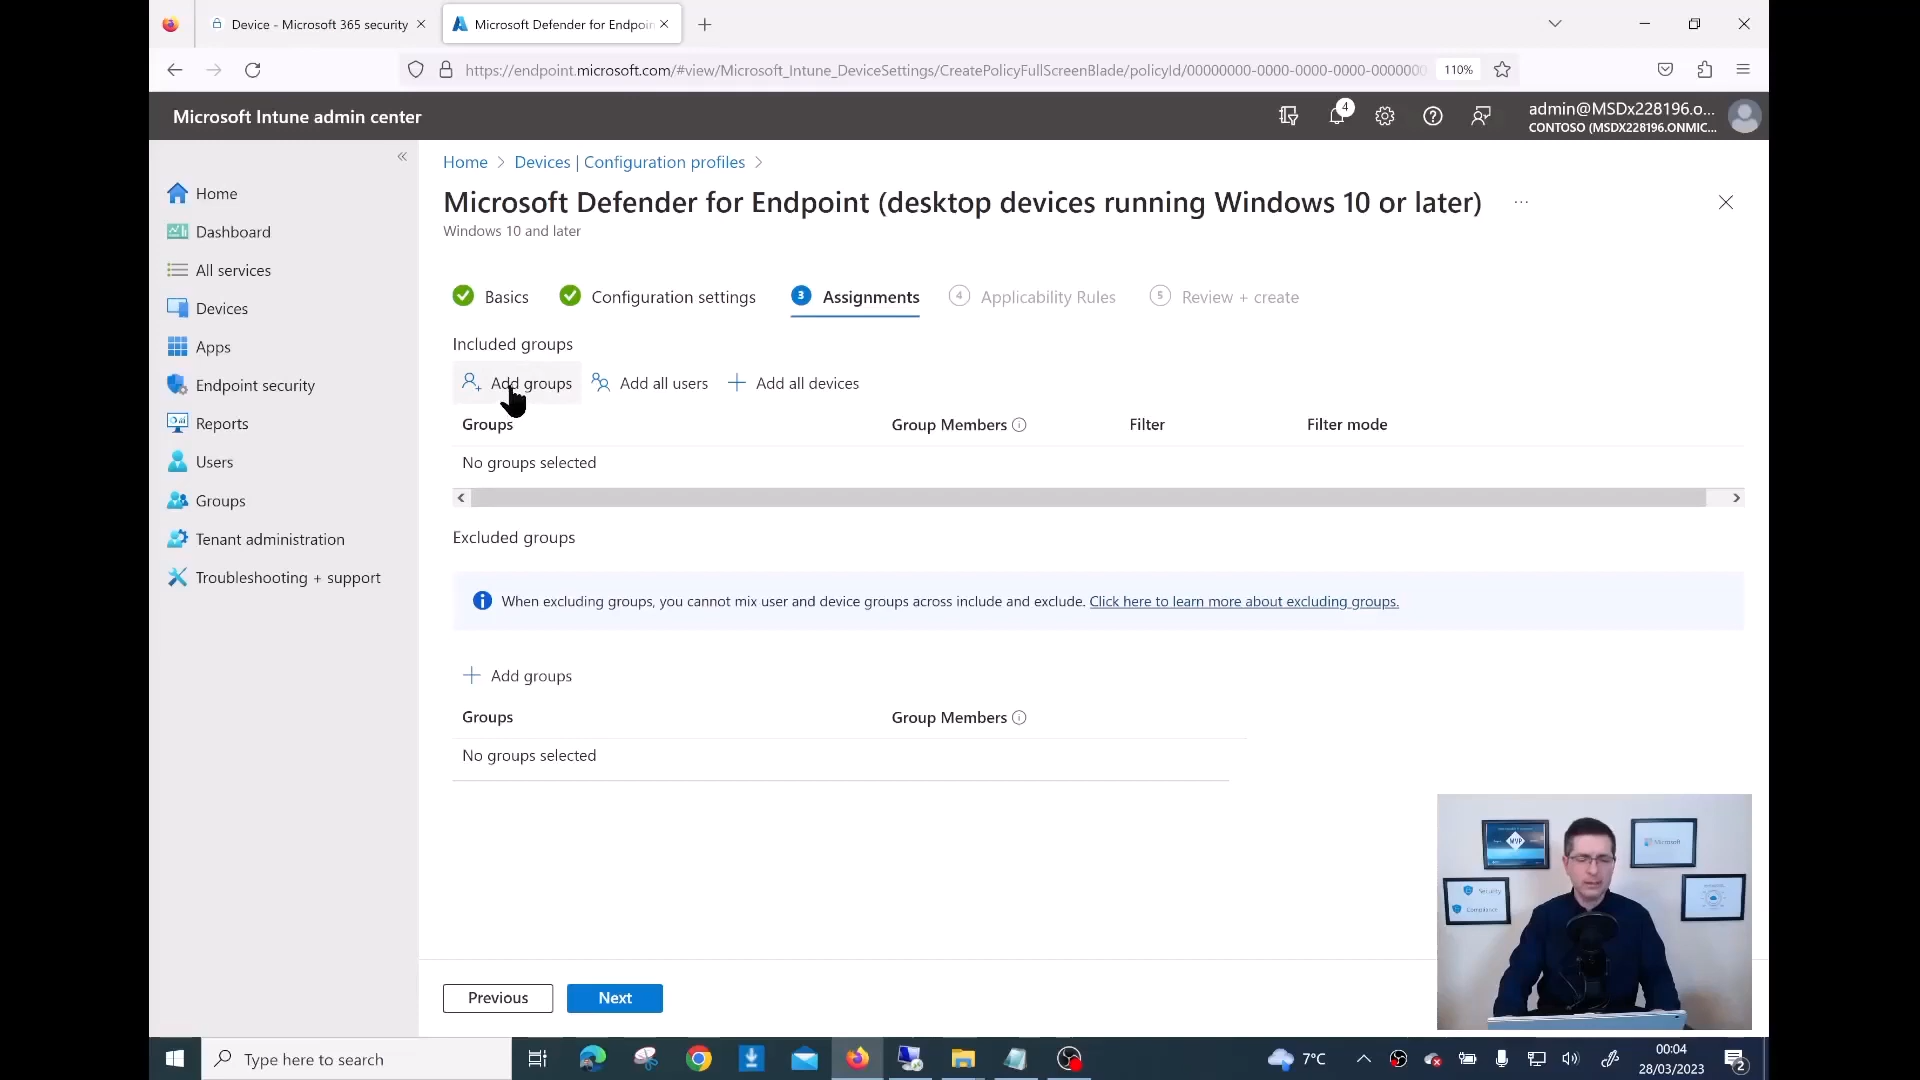 Device - Microsoft 365 security
Microsoft Defender for Endpoin
https://endpoint.microsoft.com/#view/Microsoft_Intune_DeviceSettings/CreatePolicyFullScreenBlade/policyId/00000000-0000-0000-0000-0000000
110%
Microsoft Intune admin center
4
admin@MSDx228196.o...
CONTOSO (MSDX228196.ONMIC...
Home
Dashboard
All services
Devices
Apps
Endpoint security
Reports
Users
Groups
Tenant administration
Troubleshooting + support
Home > Devices | Configuration profiles >
Microsoft Defender for Endpoint (desktop devices running Windows 10 or later) ...
Windows 10 and later
Basics
Configuration settings
3 Assignments
4 Applicability Rules
5 Review + create
Included groups
Add groups
Add all users
Add all devices
Groups Group Members Filter Filter mode
No groups selected
Excluded groups
When excluding groups, you cannot mix user and device groups across include and exclude. Click here to learn more about excluding groups.
Add groups
Groups Group Members
No groups selected
MVP
Microsoft
Security
Compliance
Previous
Next
Type here to search
7°C
00:04
28/03/2023
2